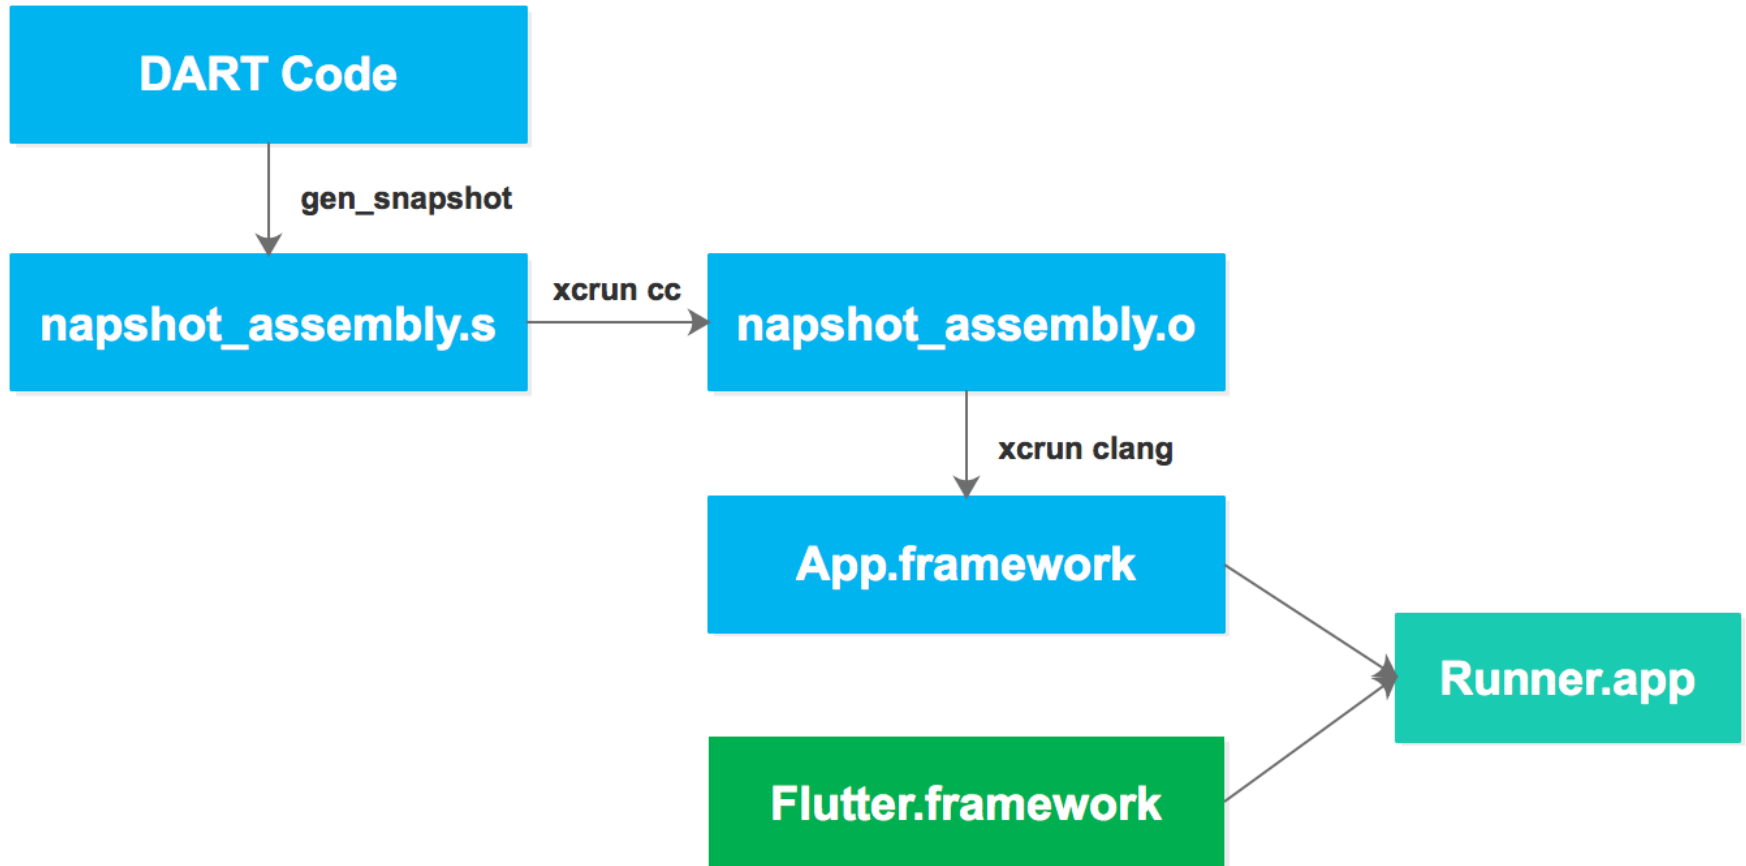 DART Code
gen_snapshot
napshot_assembly.s
xcrun cc
napshot_assembly.o
xcrun clang
App.framework
Runner.app
Flutter.framework